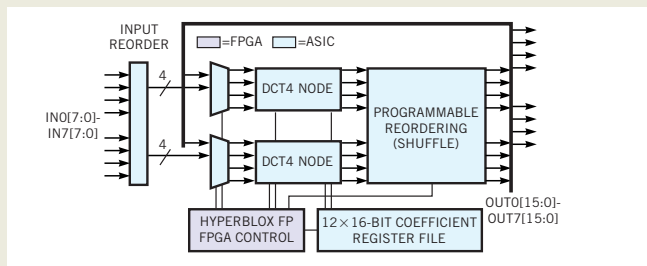 INPUT
REORDER
=FPGA
=ASIC
4
IN0[7:0]-
IN7[7:0]
DCT4 NODE
PROGRAMMABLE
REORDERING
(SHUFFLE)
4
DCT4 NODE
OUT0[15:0]-
OUT7[15:0]
HYPERBLOX FP
FPGA CONTROL
12×16-BIT COEFFICIENT
REGISTER FILE